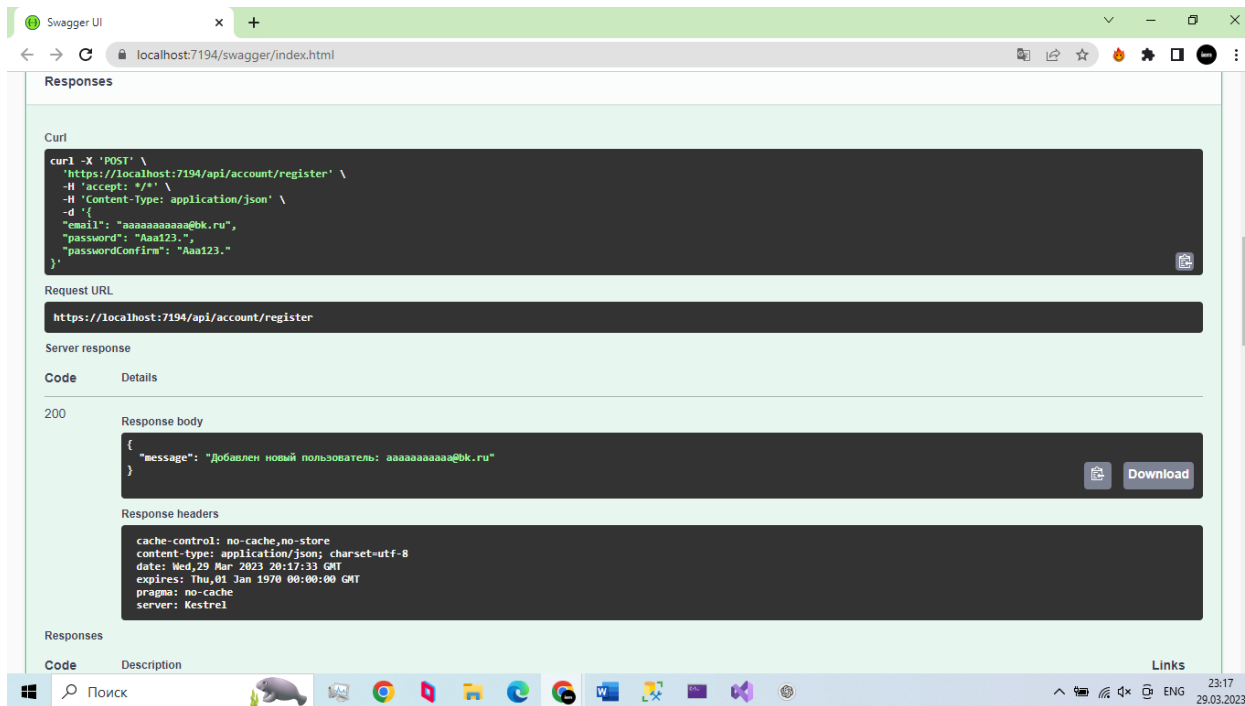 Swagger UI
localhost:7194/swagger/index.html
Responses
Curl
curl -X 'POST' \
'https://localhost:7194/api/account/register' \
-H 'accept: */*' \
-H 'Content-Type: application/json' \
-d '{
"email": "aaaaaaaaaaa@bk.ru",
"password": "Aaa123.",
"passwordConfirm": "Aaa123."
}'
Request URL
https://localhost:7194/api/account/register
Server response
Code Details
200
Response body
{
"message": "Добавлен новый пользователь: aaaaaaaaaaa@bk.ru"
}
Download
Response headers
cache-control: no-cache,no-store
content-type: application/json; charset=utf-8
date: Wed,29 Mar 2023 20:17:33 GMT
expires: Thu,01 Jan 1970 00:00:00 GMT
pragma: no-cache
server: Kestrel
Responses
Code Description Links
Поиск
ENG
23:17
29.03.2023